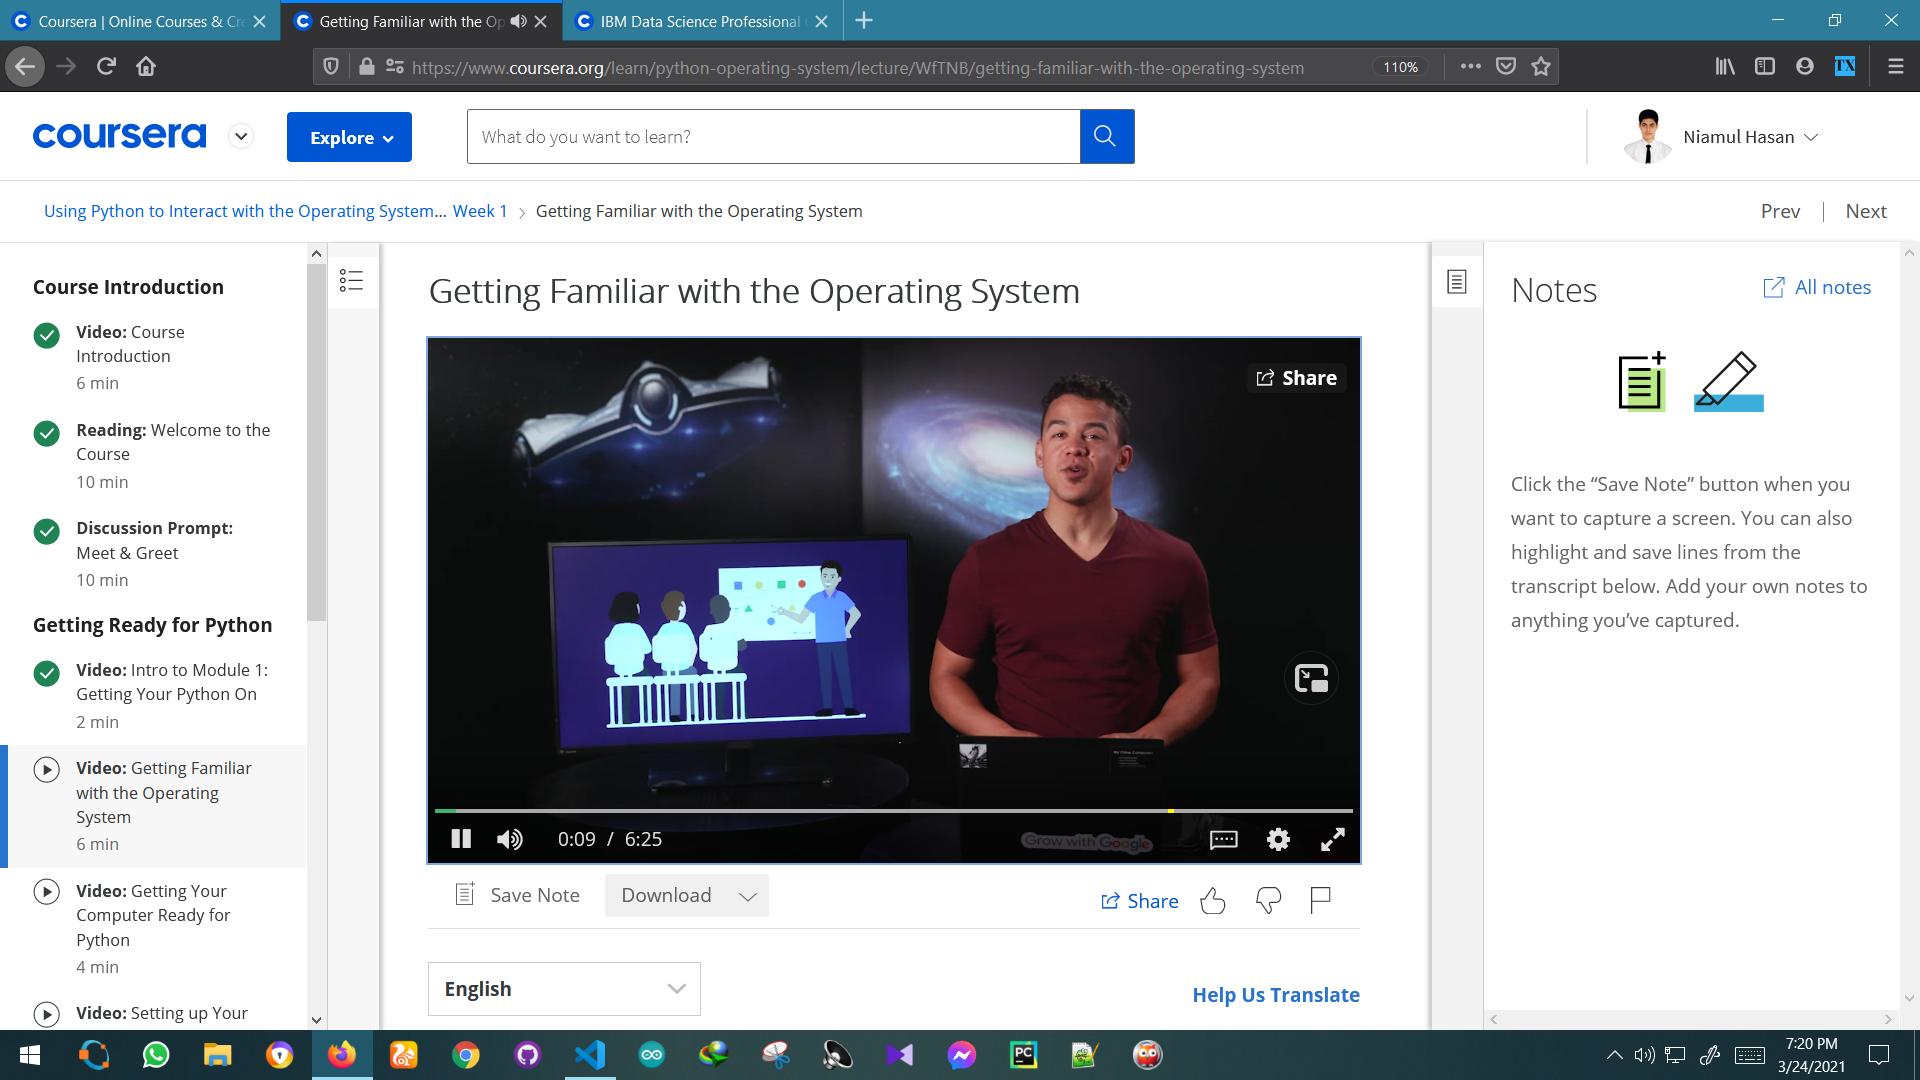 Coursera | Online Courses & Cre
Getting Familiar with the Op
IBM Data Science Professional
https://www.coursera.org/learn/python-operating-system/lecture/WfTNB/getting-familiar-with-the-operating-system
110%
TX
coursera
Explore
What do you want to learn?
Niamul Hasan
Using Python to Interact with the Operating System... Week 1 > Getting Familiar with the Operating System
Prev | Next
Course Introduction
Video: Course
Introduction
6 min
Reading: Welcome to the
Course
10 min
Discussion Prompt:
Meet & Greet
10 min
Getting Ready for Python
Video: Intro to Module 1:
Getting Your Python On
2 min
Video: Getting Familiar
with the Operating
System
6 min
Video: Getting Your
Computer Ready for
Python
4 min
Video: Setting up Your
Getting Familiar with the Operating System
Share
0:09 / 6:25
Grow with Google
Save Note
Download
Share
English
Help Us Translate
Notes
All notes
Click the “Save Note” button when you
want to capture a screen. You can also
highlight and save lines from the
transcript below. Add your own notes to
anything you’ve captured.
PC
7:20 PM
3/24/2021